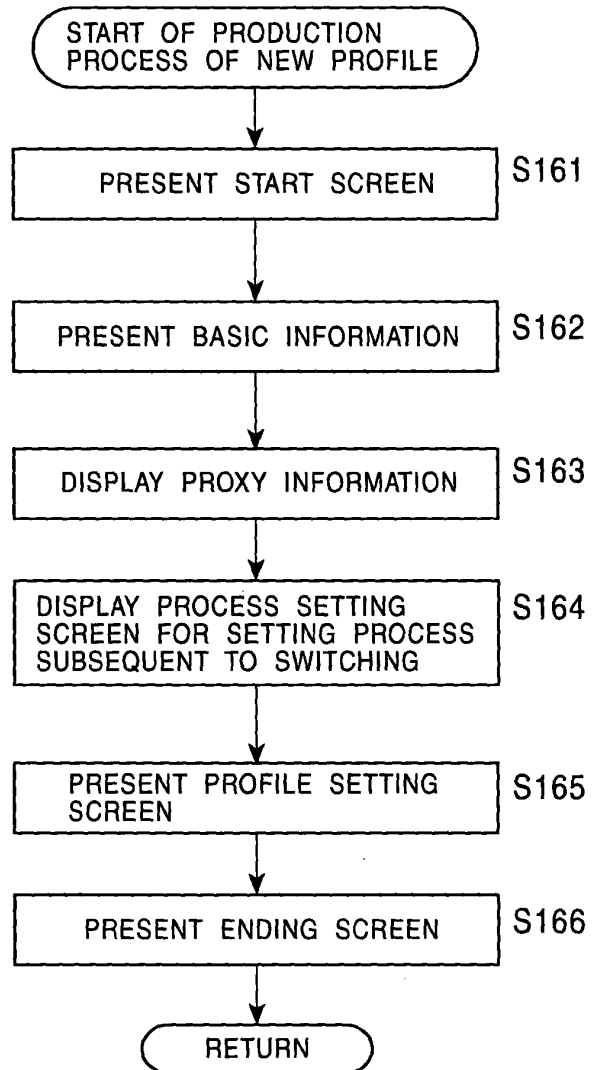 START OF PRODUCTION
PROCESS OF NEW PROFILE
PRESENT START SCREEN
S161
PRESENT BASIC INFORMATION
S162
DISPLAY PROXY INFORMATION
S163
DISPLAY PROCESS SETTING
SCREEN FOR SETTING PROCESS
SUBSEQUENT TO SWITCHING
S164
PRESENT PROFILE SETTING
SCREEN
S165
PRESENT ENDING SCREEN
S166
RETURN